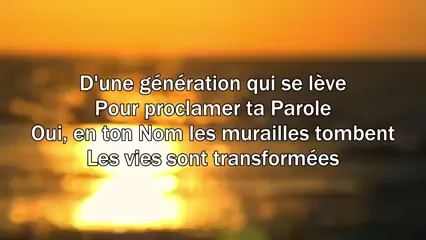 D'une génération qui se lève
Pour proclamer ta Parole
Oui, en ton Nom les murailles tombent
Les vies sont transformées